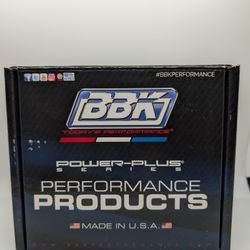 #BBKPERFORMANCE
BBK
TODAY'S PERFORMANCE
POWER-PLUS
SERIES
PERFORMANCE
PRODUCTS
MADE IN U.S.A.